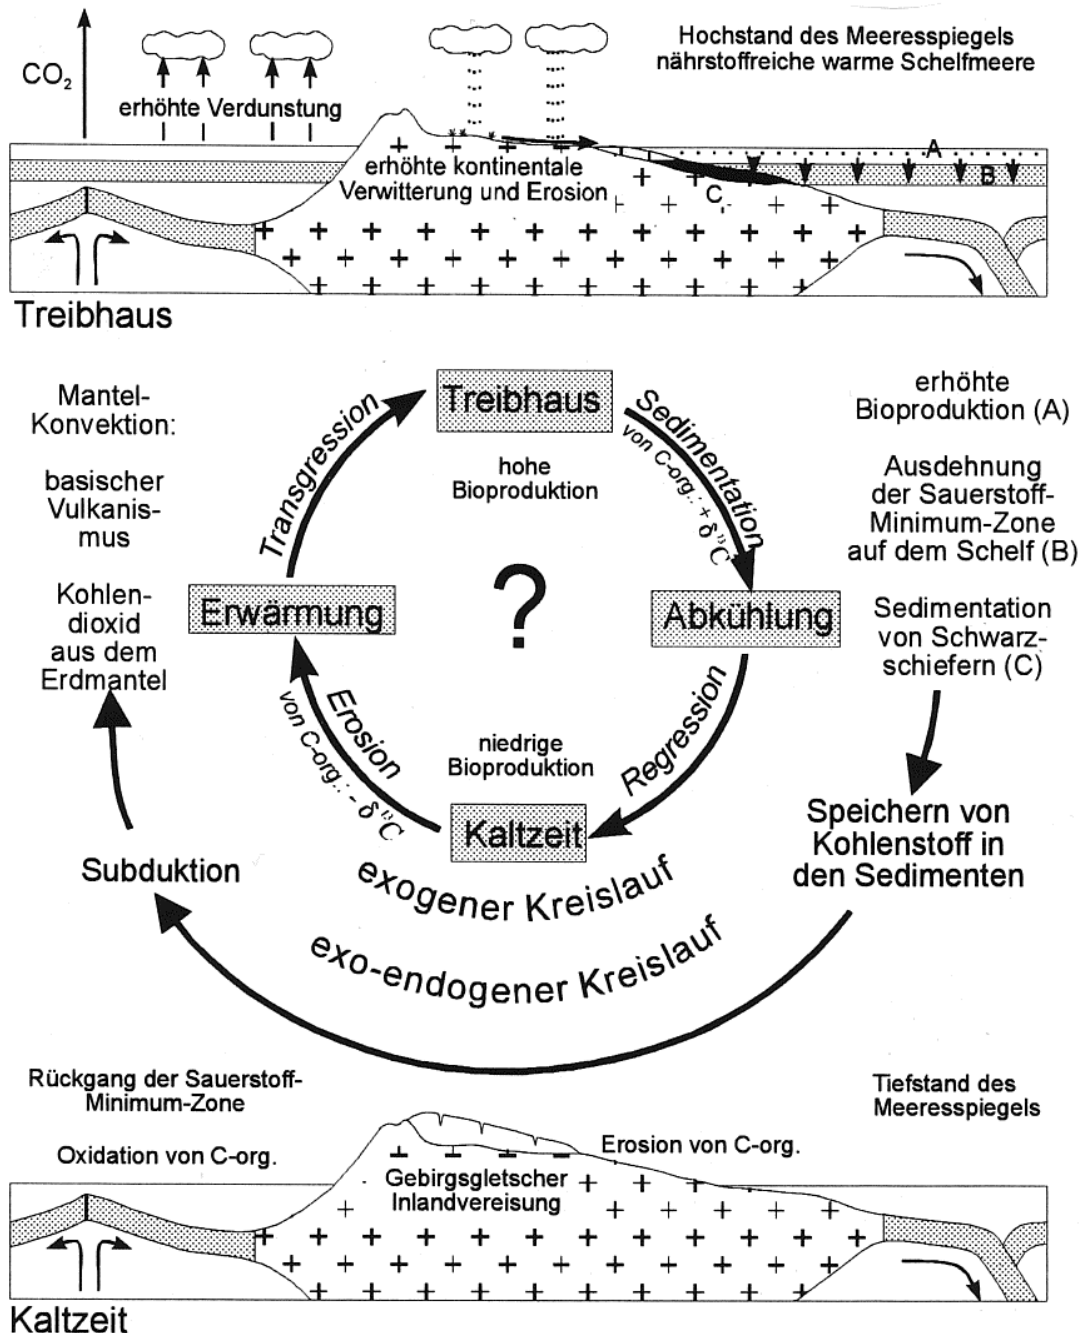 CO2
erhöhte Verdunstung
Hochstand des Meeresspiegels
nährstoffreiche warme Schelfmeere
erhöhte kontinentale
Verwitterung und Erosion
A
B
C
Treibhaus
Mantel-
Konvektion:
basischer
Vulkanis-
mus
Kohlen-
dioxid
aus dem
Erdmantel
Transgression
Treibhaus
Sedimentation
von C-org.: + δ¹³C
hohe
Bioproduktion
Erwärmung
?
Abkühlung
Erosion
von C-org.: - δ¹³C
niedrige
Bioproduktion
Regression
Kaltzeit
erhöhte
Bioproduktion (A)
Ausdehnung
der Sauerstoff-
Minimum-Zone
auf dem Schelf (B)
Sedimentation
von Schwarz-
schiefern (C)
Speichern von
Kohlenstoff in
den Sedimenten
Subduktion
exogener Kreislauf
exo-endogener Kreislauf
Rückgang der Sauerstoff-
Minimum-Zone
Oxidation von C-org.
Tiefstand des
Meeresspiegels
Erosion von C-org.
Gebirgsgletscher
Inlandvereisung
Kaltzeit